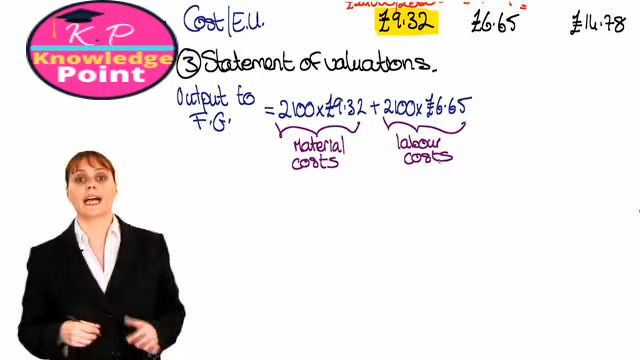 K.P
Knowledge
Point
Cost/E.U. £9.32 £6.65 £14.78
③ Statement of valuations.
Output to F.G. = 2100 x £9.32 + 2100 x £6.65
Material costs labour costs